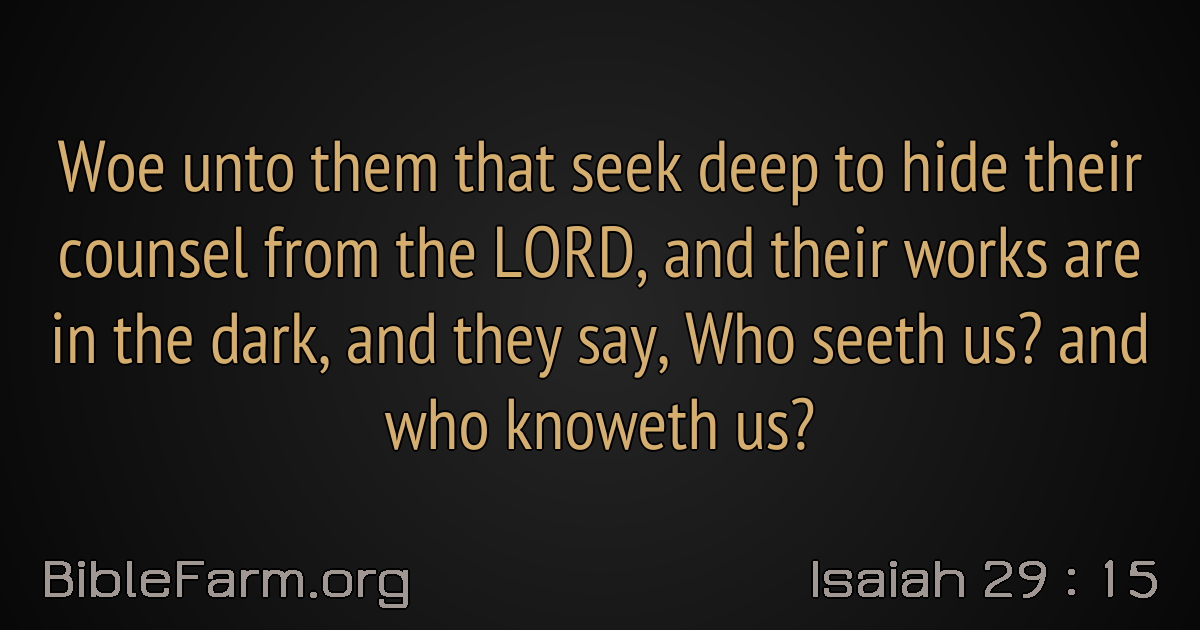 Woe unto them that seek deep to hide their
counsel from the LORD, and their works are
in the dark, and they say, Who seeth us? and
who knoweth us?
BibleFarm.org
Isaiah 29 : 15